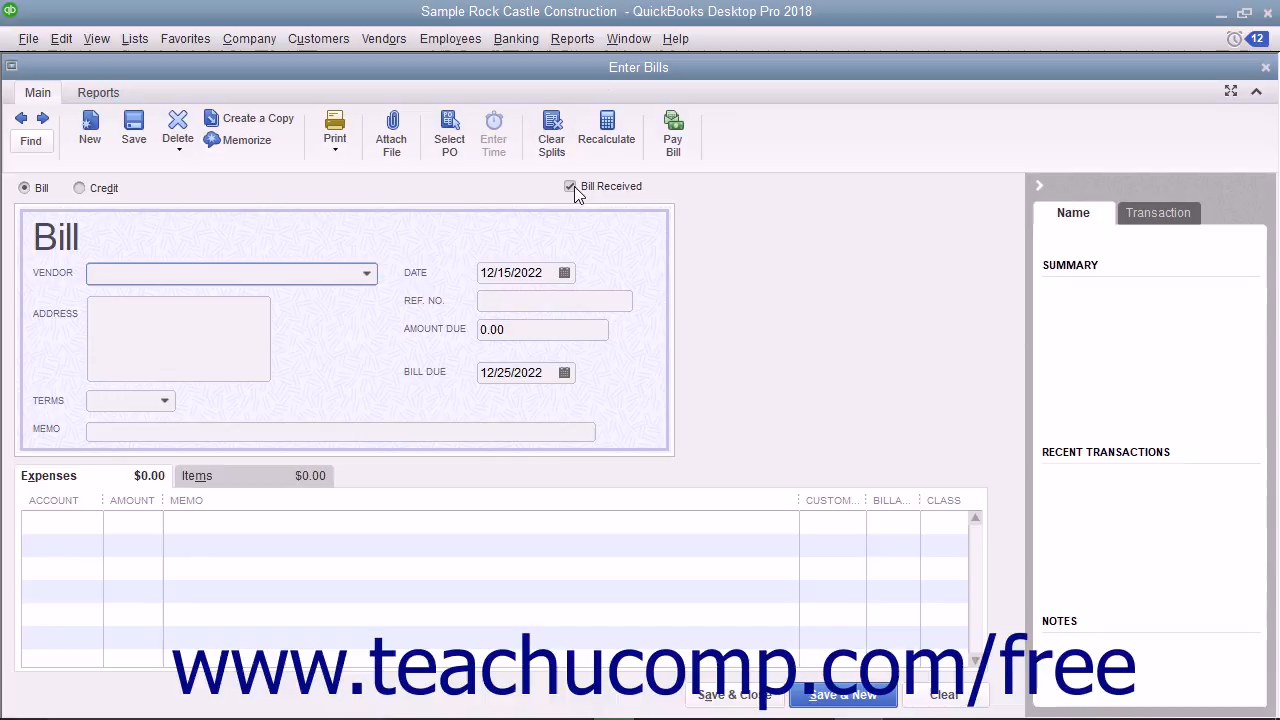 Sample Rock Castle Construction - QuickBooks Desktop Pro 2018
File Edit View Lists Favorites Company Customers Vendors Employees Banking Reports Window Help 12
Enter Bills
Main Reports
Find New Save Delete Create a Copy Memorize Print Attach File Select PO Enter Time Clear Splits Recalculate Pay Bill
Bill Credit Bill Received
Bill
VENDOR DATE 12/15/2022
ADDRESS REF. NO.
AMOUNT DUE 0.00
BILL DUE 12/25/2022
TERMS
MEMO
Expenses $0.00 Items $0.00
ACCOUNT AMOUNT MEMO CUSTOM... BILLA... CLASS
Name Transaction
SUMMARY
RECENT TRANSACTIONS
NOTES
www.teachucomp.com/free
Save & Close Save & New Clear